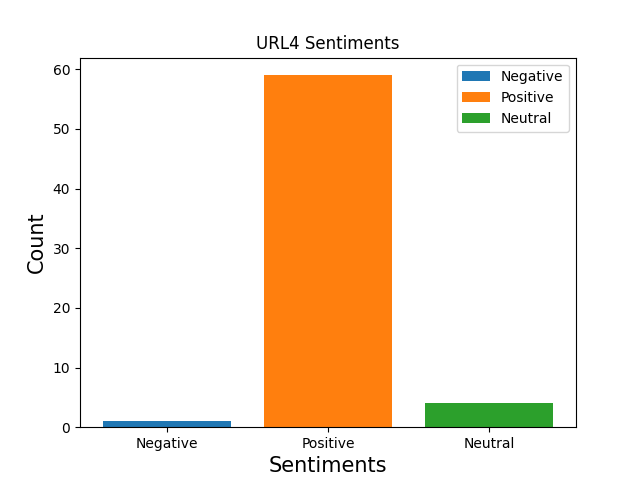 URL4 Sentiments
Negative
Positive
Neutral
60
50
40
30
20
10
0
Count
Negative Positive Neutral
Sentiments